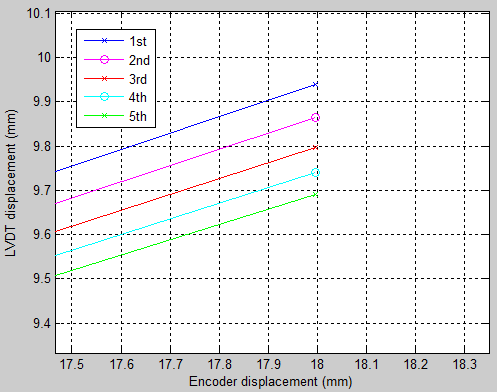 10.1
10
9.9
9.8
9.7
9.6
9.5
9.4
LVDT displacement (mm)
1st
2nd
3rd
4th
5th
17.5 17.6 17.7 17.8 17.9 18 18.1 18.2 18.3
Encoder displacement (mm)